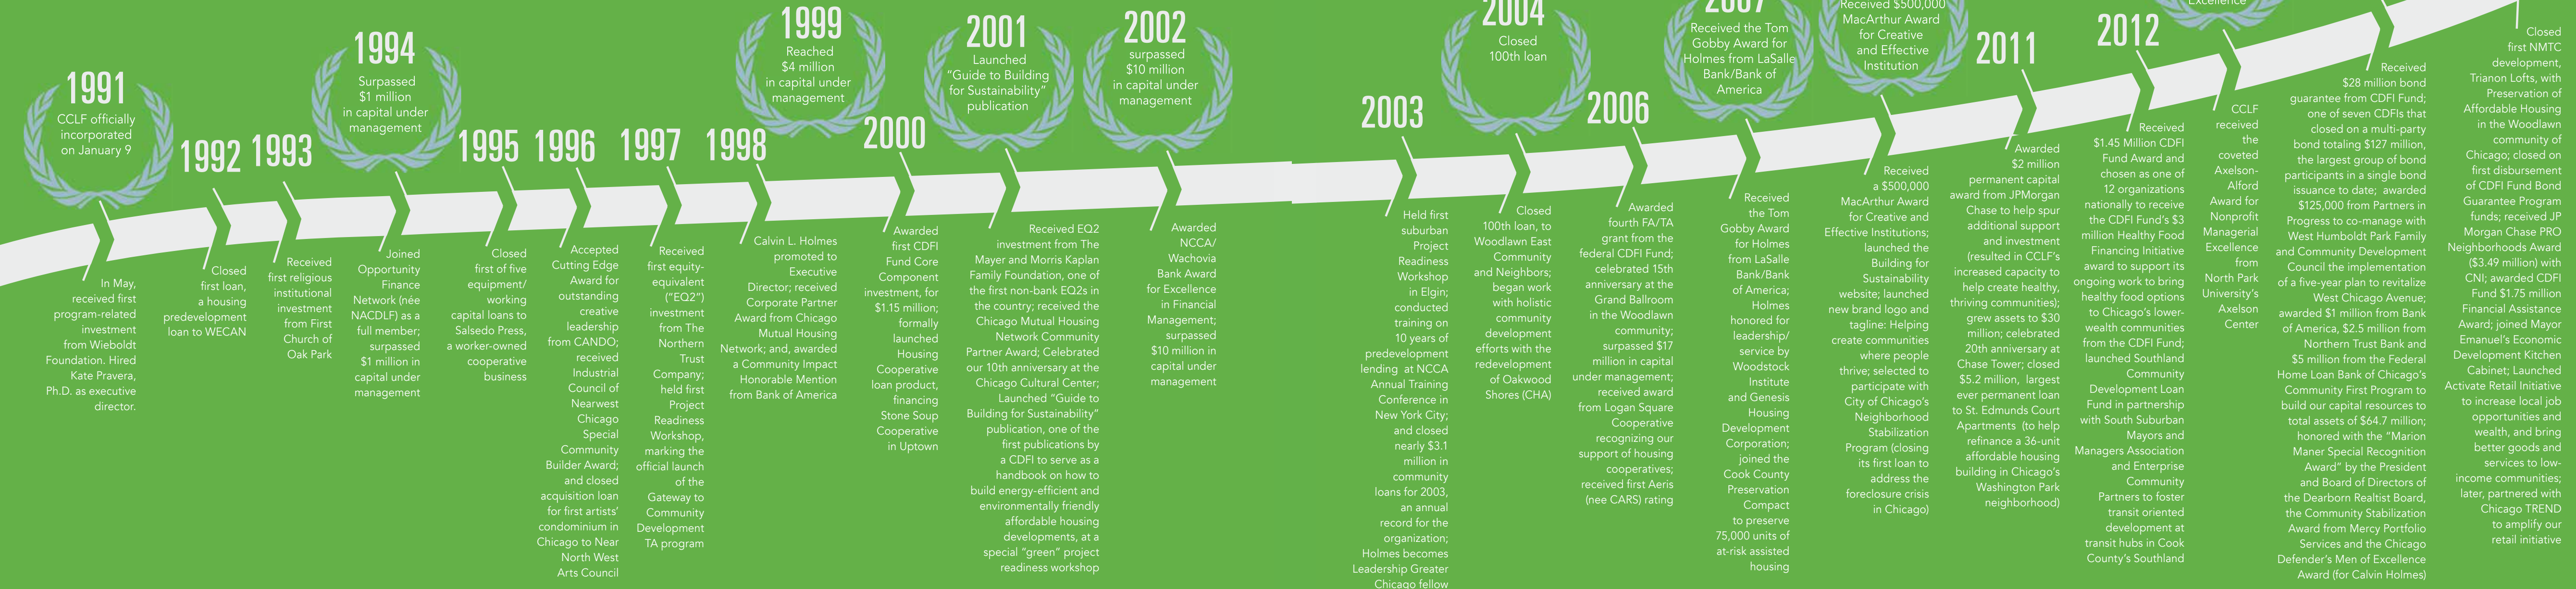 1991
CCLF officially
incorporated
on January 9
In May,
received first
program-related
investment
from Wieboldt
Foundation. Hired
Kate Pravera,
Ph.D. as executive
director.
1992
Closed
first loan,
a housing
predevelopment
loan to WECAN
1993
Received
first religious
institutional
investment
from First
Church of
Oak Park
1994
Surpassed
$1 million
in capital under
management
Joined
Opportunity
Finance
Network (née
NACDLF) as a
full member;
surpassed
$1 million in
capital under
management
1995
Closed
first of five
equipment/
working
capital loans to
Salsedo Press,
a worker-owned
cooperative
business
1996
Accepted
Cutting Edge
Award for
outstanding
creative
leadership
from CANDO;
received
Industrial
Council of
Nearwest
Chicago
Special
Community
Builder Award;
and closed
acquisition loan
for first artists'
condominium in
Chicago to Near
North West
Arts Council
1997
Received
first equity-
equivalent
("EQ2")
investment
from The
Northern
Trust
Company;
held first
Project
Readiness
Workshop,
marking the
official launch
of the
Gateway to
Community
Development
TA program
1998
Calvin L. Holmes
promoted to
Executive
Director; received
Corporate Partner
Award from Chicago
Mutual Housing
Network; and, awarded
a Community Impact
Honorable Mention
from Bank of America
1999
Reached
$4 million
in capital under
management
2000
Awarded
first CDFI
Fund Core
Component
investment, for
$1.15 million;
formally
launched
Housing
Cooperative
loan product,
financing
Stone Soup
Cooperative
in Uptown
2001
Launched
"Guide to Building
for Sustainability"
publication
Received EQ2
investment from The
Mayer and Morris Kaplan
Family Foundation, one of
the first non-bank EQ2s in
the country; received the
Chicago Mutual Housing
Network Community
Partner Award; Celebrated
our 10th anniversary at the
Chicago Cultural Center;
Launched "Guide to
Building for Sustainability"
publication, one of the
first publications by
a CDFI to serve as a
handbook on how to
build energy-efficient and
environmentally friendly
affordable housing
developments, at a
special "green" project
readiness workshop
2002
surpassed
$10 million
in capital under
management
Awarded
NCCA/
Wachovia
Bank Award
for Excellence
in Financial
Management;
surpassed
$10 million in
capital under
management
2003
Held first
suburban
Project
Readiness
Workshop
in Elgin;
conducted
training on
10 years of
predevelopment
lending at NCCA
Annual Training
Conference in
New York City;
and closed
nearly $3.1
million in
community
loans for 2003,
an annual
record for the
organization;
Holmes becomes
Leadership Greater
Chicago fellow
2004
Closed
100th loan
Closed
100th loan, to
Woodlawn East
Community
and Neighbors;
began work
with holistic
community
development
efforts with the
redevelopment
of Oakwood
Shores (CHA)
2006
Awarded
fourth FA/TA
grant from the
federal CDFI Fund;
celebrated 15th
anniversary at the
Grand Ballroom
in the Woodlawn
community;
surpassed $17
million in capital
under management;
received award
from Logan Square
Cooperative
recognizing our
support of housing
cooperatives;
received first Aeris
(nee CARS) rating
2007
Received the Tom
Gobby Award for
Holmes from LaSalle
Bank/Bank of
America
Received
the Tom
Gobby Award
for Holmes
from LaSalle
Bank/Bank
of America;
Holmes
honored for
leadership/
service by
Woodstock
Institute
and Genesis
Housing
Development
Corporation;
joined the
Cook County
Preservation
Compact
to preserve
75,000 units of
at-risk assisted
housing
Received $500,000
MacArthur Award
for Creative
and Effective
Institution
Received
a $500,000
MacArthur Award
for Creative and
Effective Institutions;
launched the
Building for
Sustainability
website; launched
new brand logo and
tagline: Helping
create communities
where people
thrive; selected to
participate with
City of Chicago's
Neighborhood
Stabilization
Program (closing
its first loan to
address the
foreclosure crisis
in Chicago)
2011
Awarded
$2 million
permanent capital
award from JPMorgan
Chase to help spur
additional support
and investment
(resulted in CCLF's
increased capacity to
help create healthy,
thriving communities);
grew assets to $30
million; celebrated
20th anniversary at
Chase Tower; closed
$5.2 million, largest
ever permanent loan
to St. Edmunds Court
Apartments (to help
refinance a 36-unit
affordable housing
building in Chicago's
Washington Park
neighborhood)
2012
Received
$1.45 Million CDFI
Fund Award and
chosen as one of
12 organizations
nationally to receive
the CDFI Fund's $3
million Healthy Food
Financing Initiative
award to support its
ongoing work to bring
healthy food options
to Chicago's lower-
wealth communities
from the CDFI Fund;
launched Southland
Community
Development Loan
Fund in partnership
with South Suburban
Mayors and
Managers Association
and Enterprise
Community
Partners to foster
transit oriented
development at
transit hubs in Cook
County's Southland
Excellence
CCLF
received
the
coveted
Axelson-
Alford
Award for
Nonprofit
Managerial
Excellence
from
North Park
University's
Axelson
Center
Received
$28 million bond
guarantee from CDFI Fund;
one of seven CDFIs that
closed on a multi-party
bond totaling $127 million,
the largest group of bond
participants in a single bond
issuance to date; awarded
$125,000 from Partners in
Progress to co-manage with
West Humboldt Park Family
and Community Development
Council the implementation
of a five-year plan to revitalize
West Chicago Avenue;
awarded $1 million from Bank
of America, $2.5 million from
Northern Trust Bank and
$5 million from the Federal
Home Loan Bank of Chicago's
Community First Program to
build our capital resources to
total assets of $64.7 million;
honored with the "Marion
Maner Special Recognition
Award" by the President
and Board of Directors of
the Dearborn Realtist Board,
the Community Stabilization
Award from Mercy Portfolio
Services and the Chicago
Defender's Men of Excellence
Award (for Calvin Holmes)
Closed
first NMTC
development,
Trianon Lofts, with
Preservation of
Affordable Housing
in the Woodlawn
community of
Chicago; closed on
first disbursement
of CDFI Fund Bond
Guarantee Program
funds; received JP
Morgan Chase PRO
Neighborhoods Award
($3.49 million) with
CNI; awarded CDFI
Fund $1.75 million
Financial Assistance
Award; joined Mayor
Emanuel's Economic
Development Kitchen
Cabinet; Launched
Activate Retail Initiative
to increase local job
opportunities and
wealth, and bring
better goods and
services to low-
income communities;
later, partnered with
Chicago TREND
to amplify our
retail initiative